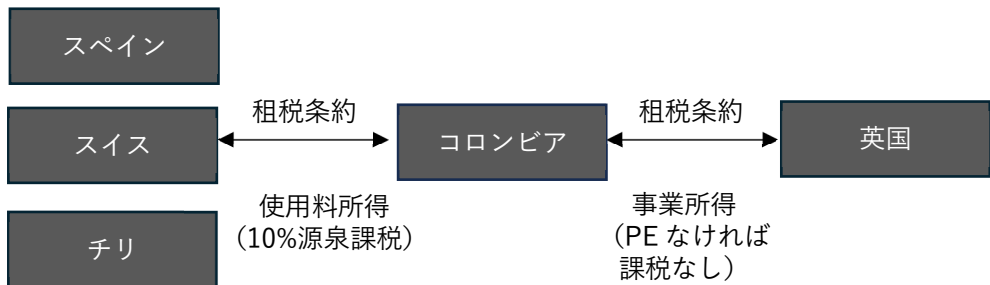 スペイン
スイス
チリ
租税条約
使用料所得
（10%源泉課税）
コロンビア
租税条約
事業所得
（PE なければ
課税なし）
英国